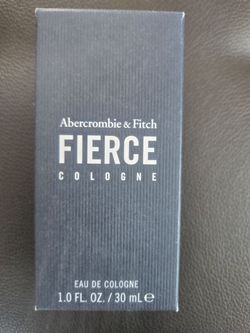 Abercrombie & Fitch
FIERCE
COLOGNE
EAU DE COLOGNE
1.0 FL. OZ. / 30 mL ℮